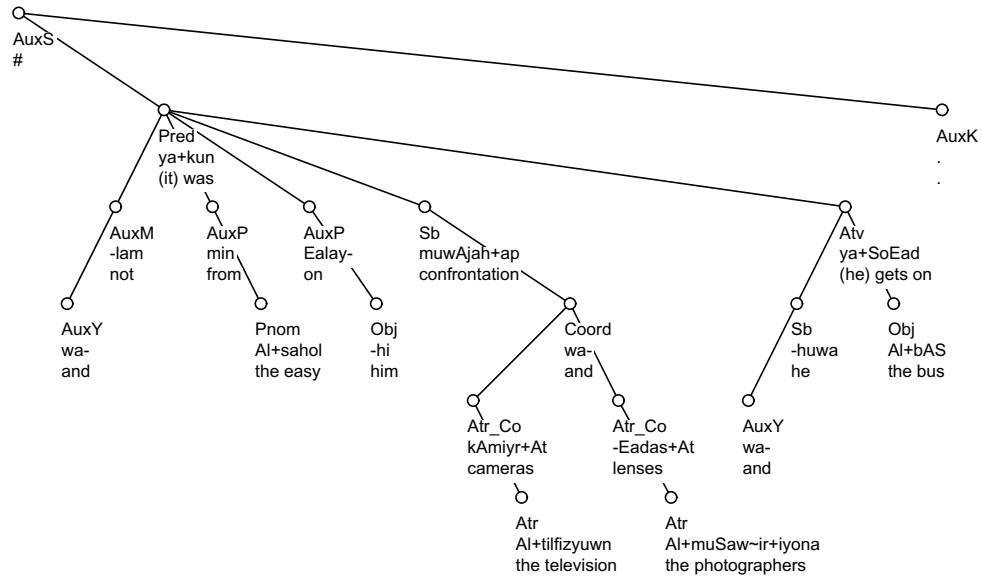 AuxS
#
Pred
ya+kun
(it) was
AuxK
.
.
AuxM
-lam
not
AuxP
min
from
AuxP
Ealay-
on
Sb
muwAjah+ap
confrontation
Atv
ya+SoEad
(he) gets on
AuxY
wa-
and
Pnom
Al+sahol
the easy
Obj
-hi
him
Coord
wa-
and
Sb
-huwa
he
Obj
Al+bAS
the bus
Atr_Co
kAmiyr+At
cameras
Atr_Co
-Eadas+At
lenses
AuxY
wa-
and
Atr
Al+tilfizyuwn
the television
Atr
Al+muSaw~ir+iyona
the photographers